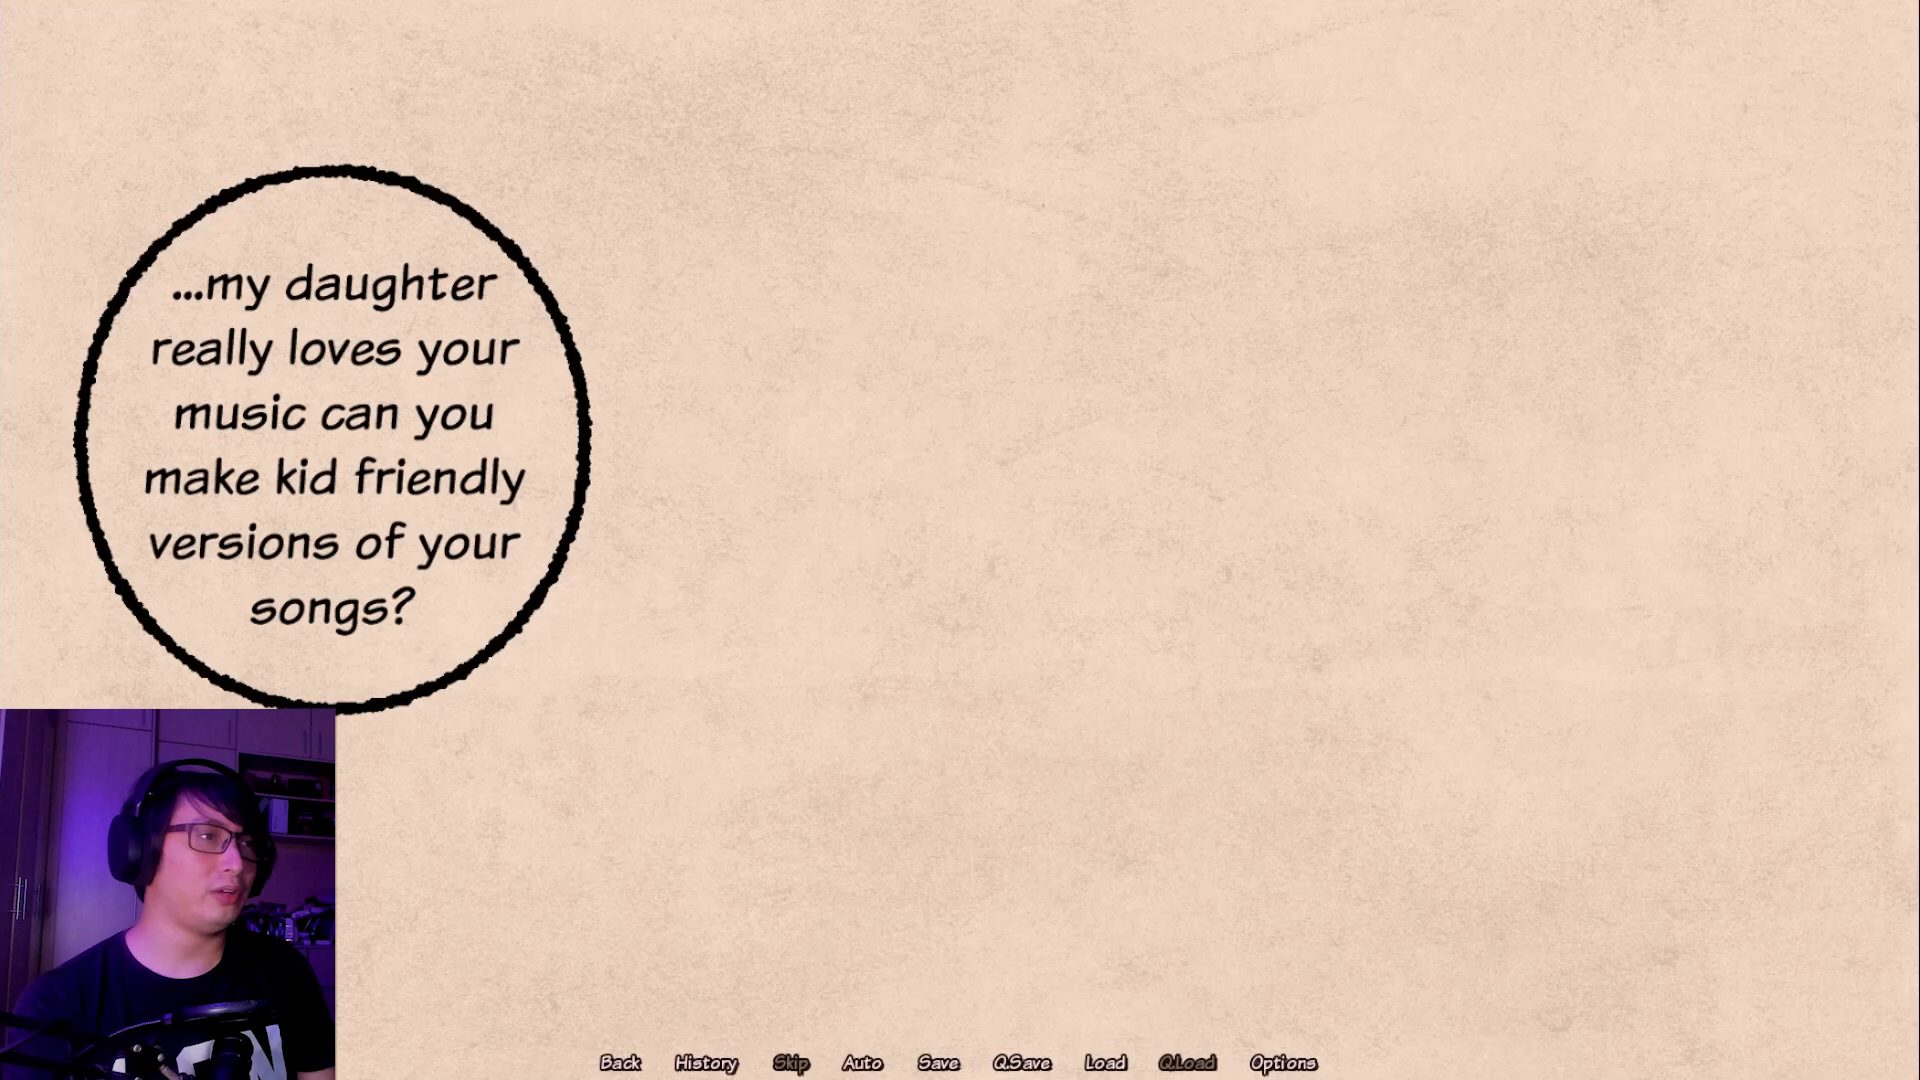 ...my daughter
really loves your
music can you
make kid friendly
versions of your
songs?
Back History Skip Auto Save Q.Save Load Q.Load Options